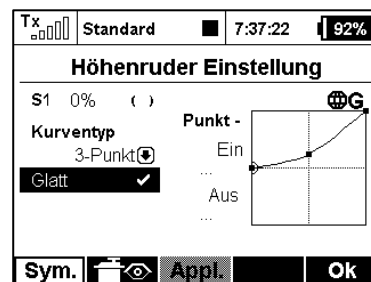 Tx Standard 7:37:22 92%
Höhenruder Einstellung
S1 0% ( ) G
Kurventyp Punkt -
3-Punkt Ein
Glatt ...
Aus
...
Sym. Appl. Ok